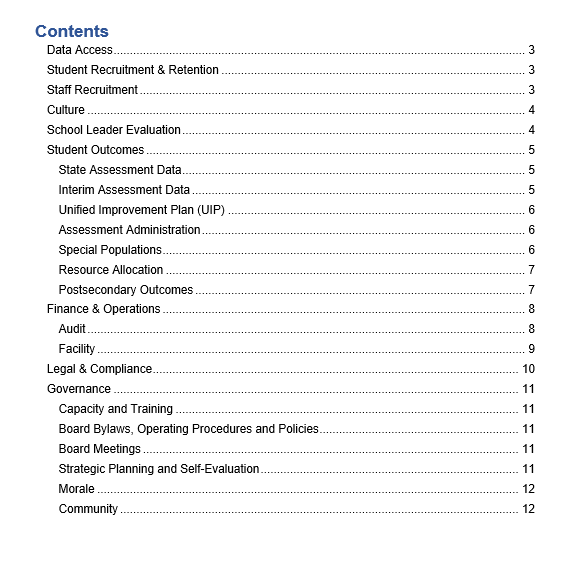 Contents
Data Access 3
Student Recruitment & Retention 3
Staff Recruitment 3
Culture 4
School Leader Evaluation 4
Student Outcomes 5
State Assessment Data 5
Interim Assessment Data 5
Unified Improvement Plan (UIP) 6
Assessment Administration 6
Special Populations 6
Resource Allocation 7
Postsecondary Outcomes 7
Finance & Operations 8
Audit 8
Facility 9
Legal & Compliance 10
Governance 11
Capacity and Training 11
Board Bylaws, Operating Procedures and Policies 11
Board Meetings 11
Strategic Planning and Self-Evaluation 11
Morale 12
Community 12